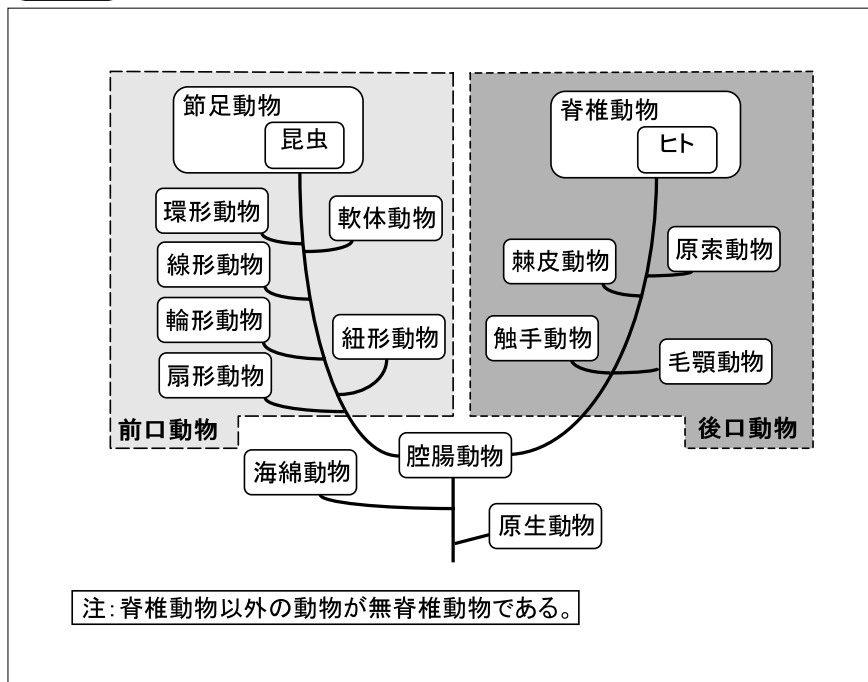 節足動物
昆虫
環形動物
軟体動物
線形動物
輪形動物
紐形動物
扇形動物
前口動物
脊椎動物
ヒト
棘皮動物
原索動物
触手動物
毛顎動物
後口動物
腔腸動物
海綿動物
原生動物
注:脊椎動物以外の動物が無脊椎動物である。